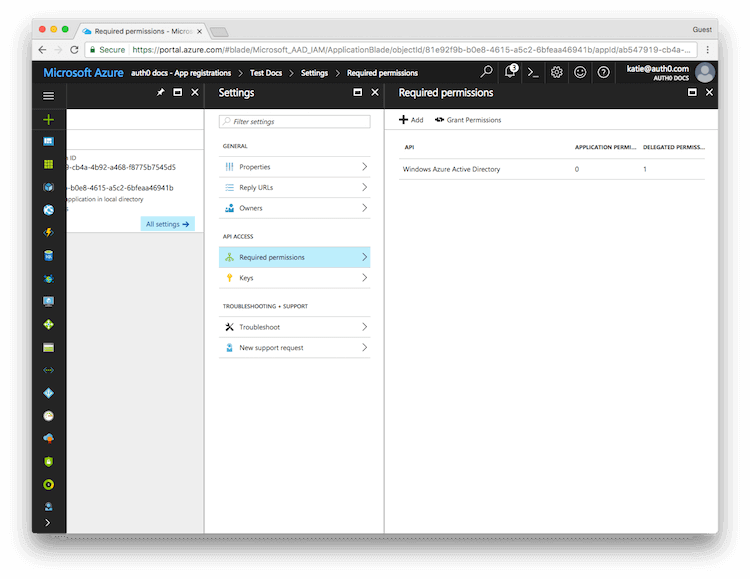 Required permissions - Micros
Guest
Secure https://portal.azure.com/#blade/Microsoft_AAD_IAM/ApplicationBlade/objectId/81e92f9b-b0e8-4615-a5c2-6bfeaa46941b/appId/ab547919-cb4a-...
Microsoft Azure auth0 docs - App registrations > Test Docs > Settings > Required permissions
3
katie@auth0.com
AUTH0 DOCS
ID
9-cb4a-4b92-a468-f8775b7545d5
b-b0e8-4615-a5c2-6bfeaa46941b
pplication in local directory
All settings →
Settings
Filter settings
GENERAL
Properties
Reply URLs
Owners
API ACCESS
Required permissions
Keys
TROUBLESHOOTING + SUPPORT
Troubleshoot
New support request
Required permissions
Add Grant Permissions
API APPLICATION PERMI... DELEGATED PERMISS...
Windows Azure Active Directory 0 1